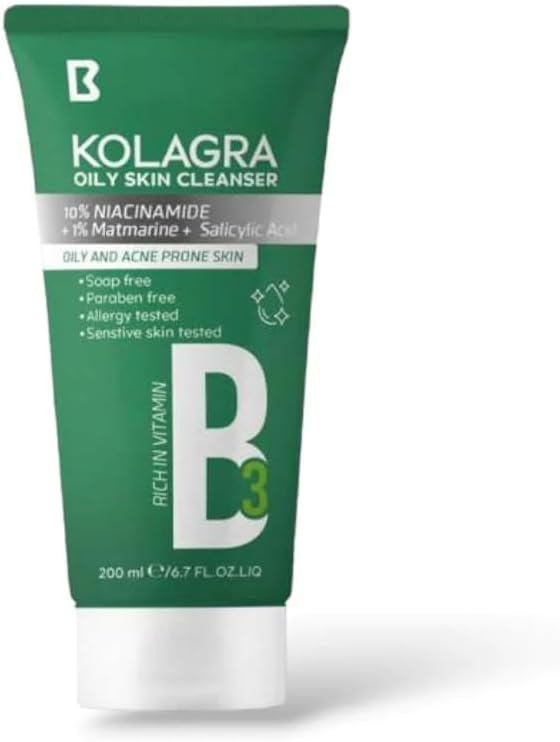 B
KOLAGRA
OILY SKIN CLEANSER
10% NIACINAMIDE
+1% Matmarine + Salicylic Acid
OILY AND ACNE PRONE SKIN
•Soap free
•Paraben free
•Allergy tested
•Senstive skin tested
RICH IN VITAMIN
B3
200 ml ℮/6.7 FL.OZ.LIQ